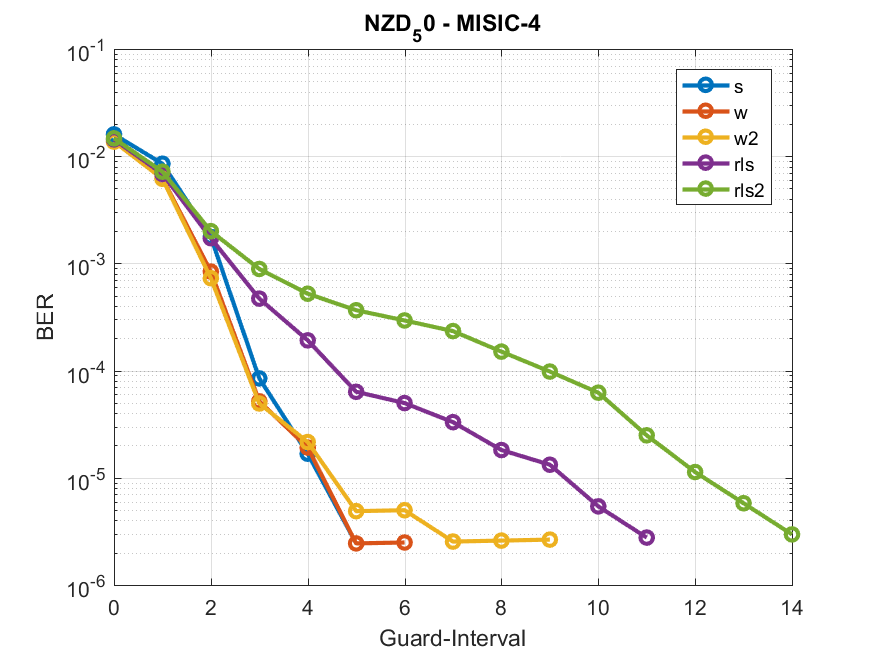 NZD₅0 - MISIC-4
10⁻¹
10⁻²
10⁻³
10⁻⁴
10⁻⁵
10⁻⁶
BER
s
w
w2
rls
rls2
0 2 4 6 8 10 12 14
Guard-Interval